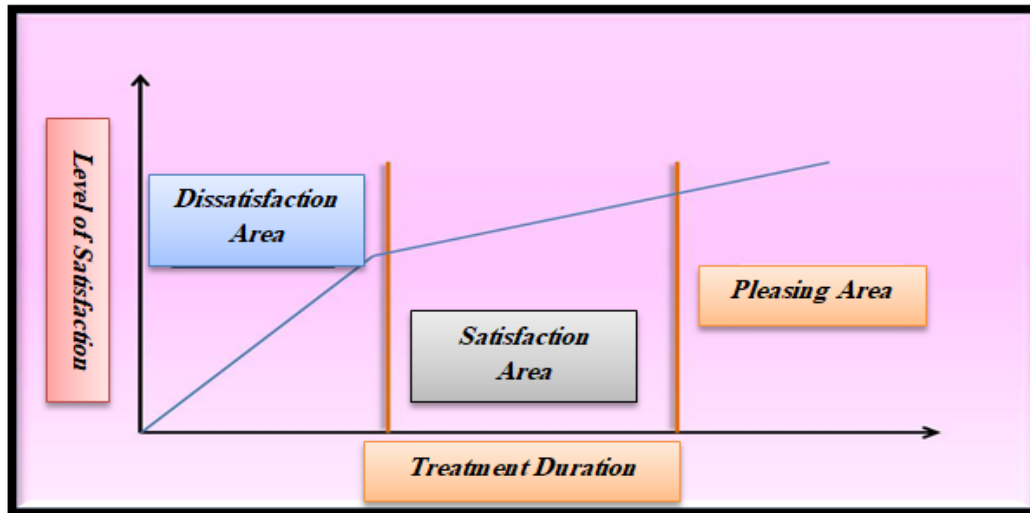 Level of Satisfaction
Dissatisfaction
Area
Satisfaction
Area
Pleasing Area
Treatment Duration